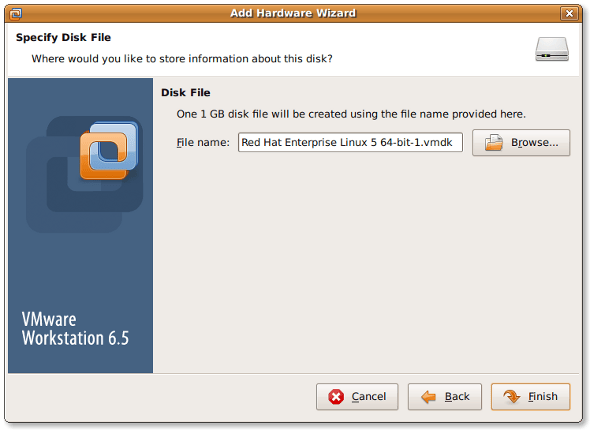 Add Hardware Wizard
Specify Disk File
Where would you like to store information about this disk?
Disk File
One 1 GB disk file will be created using the file name provided here.
File name: Red Hat Enterprise Linux 5 64-bit-1.vmdk Browse...
VMware
Workstation 6.5
Cancel Back Finish